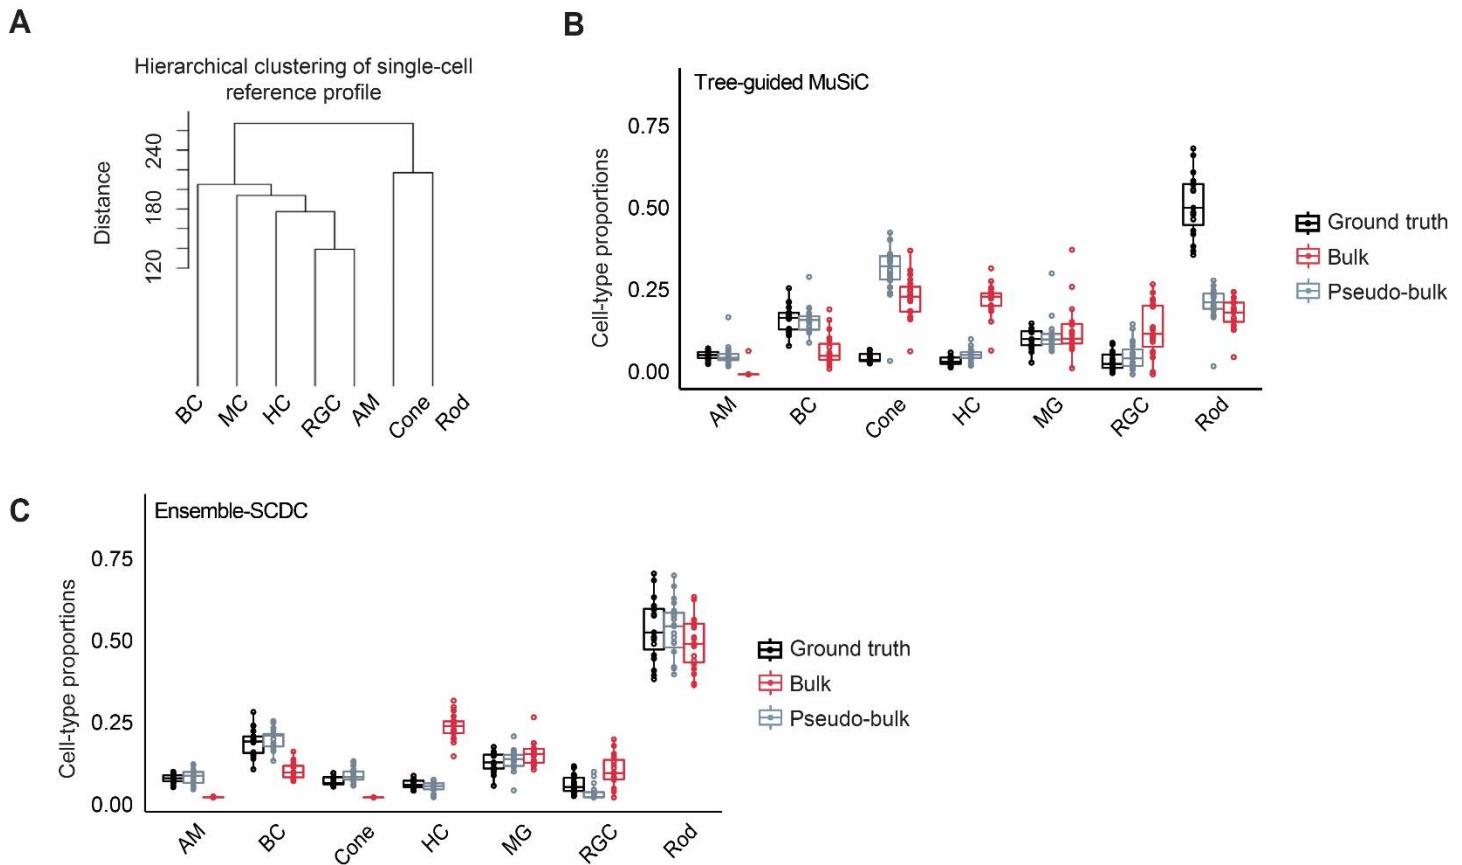 A
Hierarchical clustering of single-cell
reference profile
Distance
240
180
120
BC
MC
HC
RGC
AM
Cone
Rod
B
Tree-guided MuSiC
Cell-type proportions
0.75
0.50
0.25
0.00
AM
BC
Cone
HC
MG
RGC
Rod
Ground truth
Bulk
Pseudo-bulk
C
Ensemble-SCDC
Cell-type proportions
0.75
0.50
0.25
0.00
AM
BC
Cone
HC
MG
RGC
Rod
Ground truth
Bulk
Pseudo-bulk